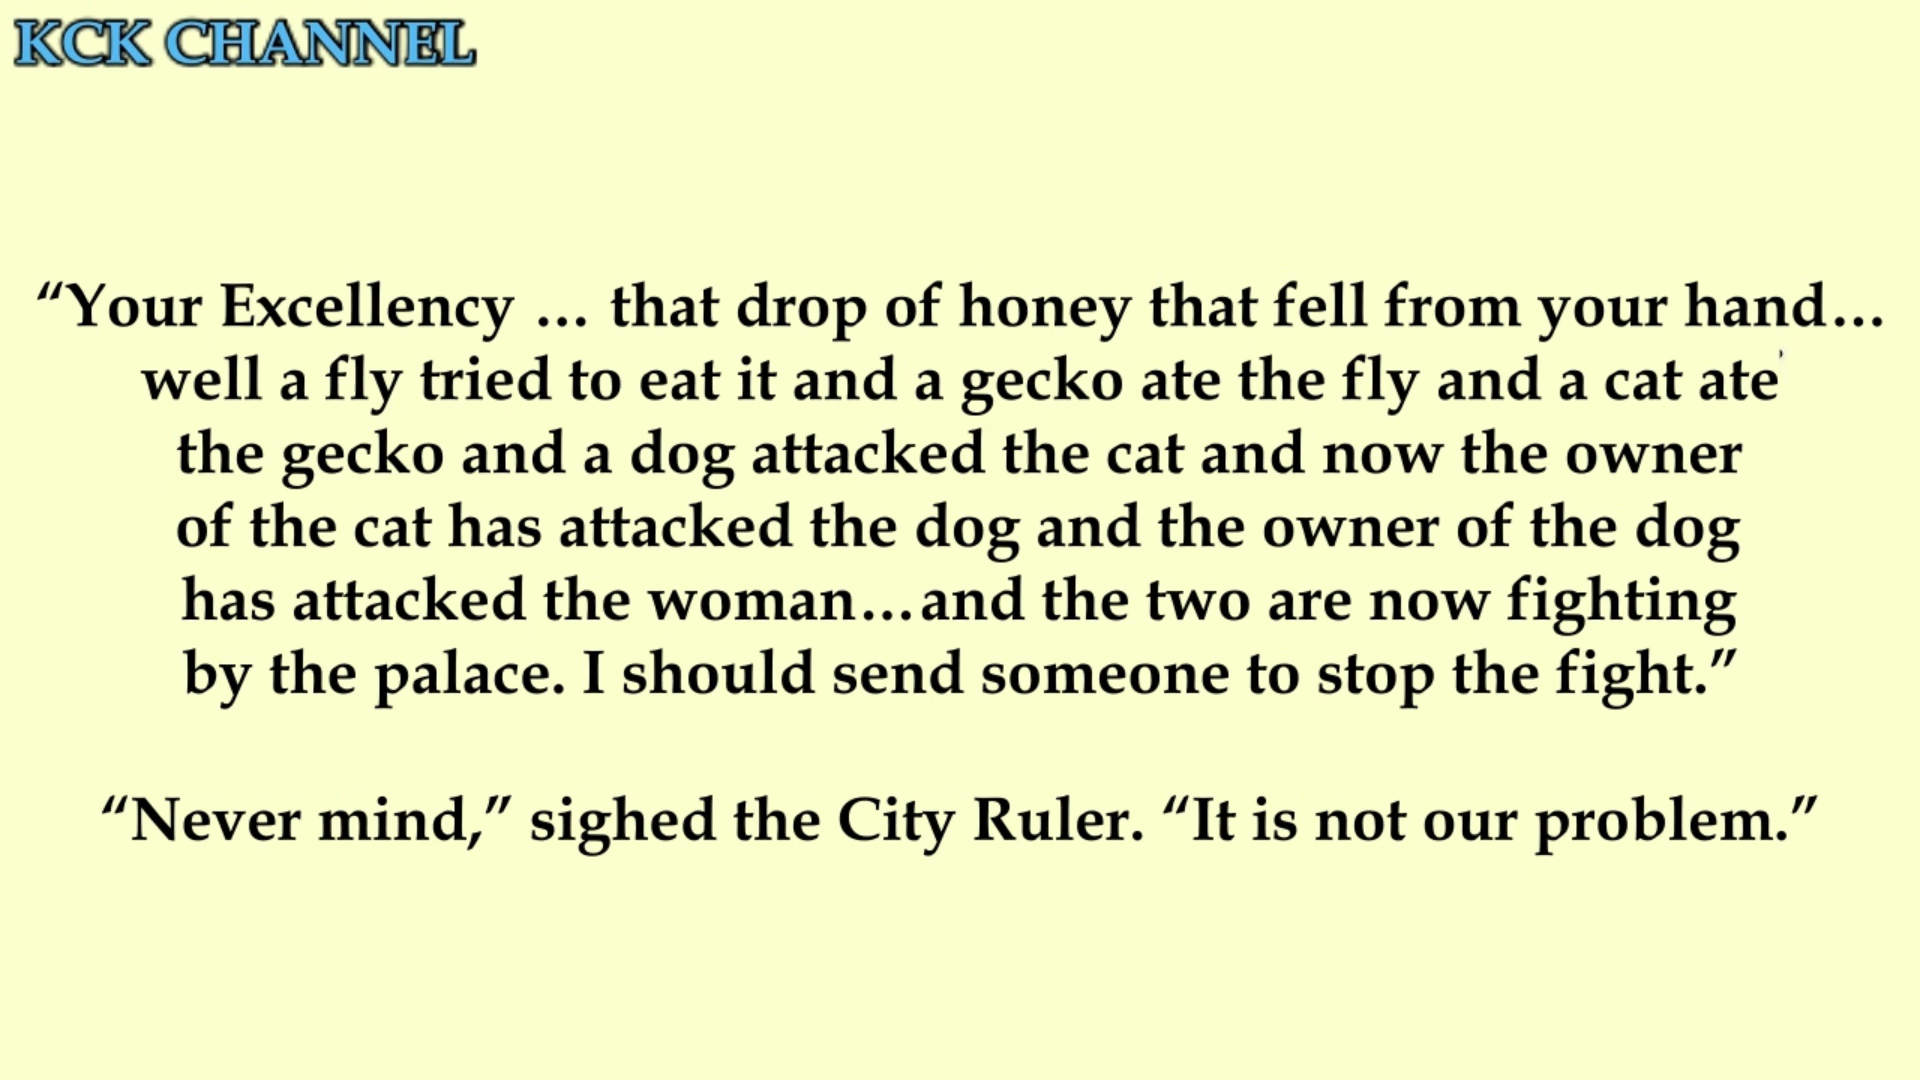 KCK CHANNEL
“Your Excellency … that drop of honey that fell from your hand…
well a fly tried to eat it and a gecko ate the fly and a cat ate
the gecko and a dog attacked the cat and now the owner
of the cat has attacked the dog and the owner of the dog
has attacked the woman…and the two are now fighting
by the palace. I should send someone to stop the fight.”
“Never mind,” sighed the City Ruler. “It is not our problem.”